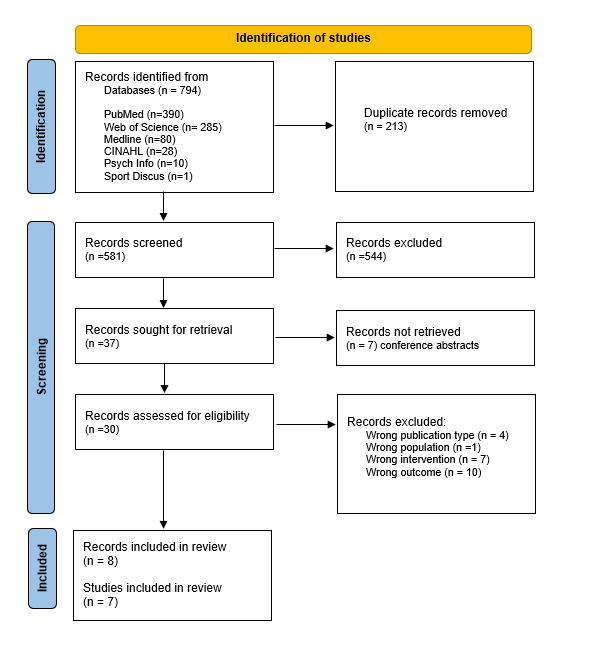 Identification of studies
Identification
Records identified from
Databases (n = 794)
PubMed (n=390)
Web of Science (n= 285)
Medline (n=80)
CINAHL (n=28)
Psych Info (n=10)
Sport Discus (n=1)
Duplicate records removed
(n = 213)
Screening
Records screened
(n =581)
Records excluded
(n =544)
Records sought for retrieval
(n =37)
Records not retrieved
(n = 7) conference abstracts
Records assessed for eligibility
(n =30)
Records excluded:
Wrong publication type (n = 4)
Wrong population (n =1)
Wrong intervention (n = 7)
Wrong outcome (n = 10)
Included
Records included in review
(n = 8)
Studies included in review
(n = 7)